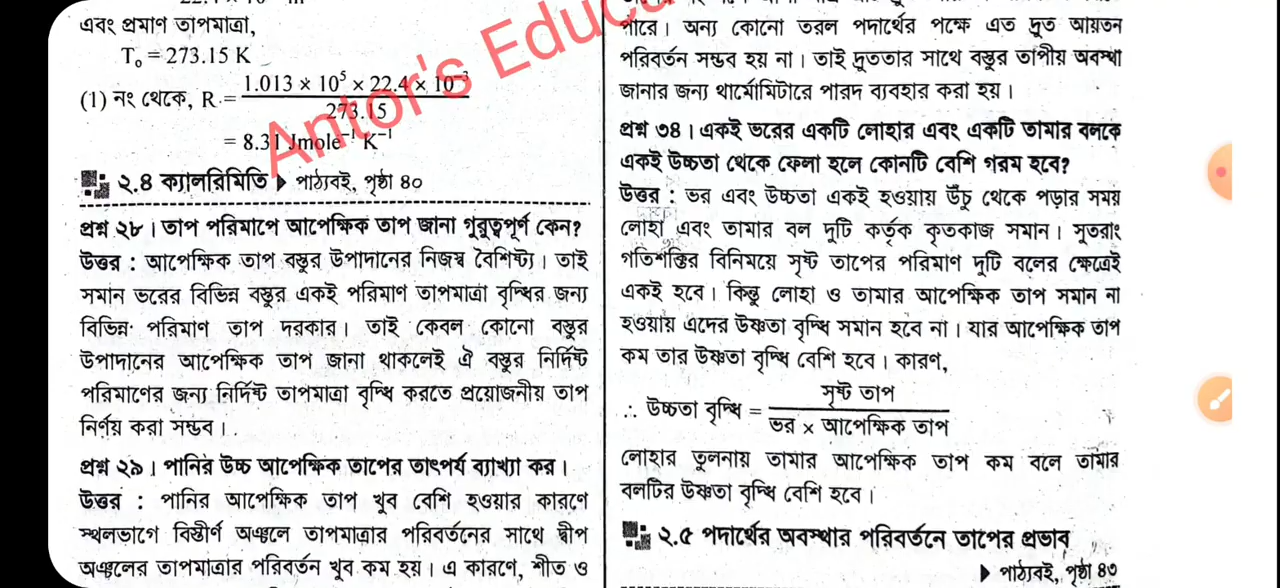 এবং প্রমাণ তাপমাত্রা,
T₀ = 273.15 K
(1) নং থেকে, R = 1.013 × 10⁵ × 22.4 × 10⁻³
273.15
= 8.31 Jmole⁻¹ K⁻¹
২.৪ ক্যালরিমিতি ▶ পাঠ্যবই, পৃষ্ঠা ৪০
প্রশ্ন ২৮। তাপ পরিমাপে আপেক্ষিক তাপ জানা গুরুত্বপূর্ণ কেন?
উত্তর : আপেক্ষিক তাপ বস্তুর উপাদানের নিজস্ব বৈশিষ্ট্য। তাই
সমান ভরের বিভিন্ন বস্তুর একই পরিমাণ তাপমাত্রা বৃদ্ধির জন্য
বিভিন্ন পরিমাণ তাপ দরকার। তাই কেবল কোনো বস্তুর
উপাদানের আপেক্ষিক তাপ জানা থাকলেই ঐ বস্তুর নির্দিষ্ট
পরিমাণের জন্য নির্দিষ্ট তাপমাত্রা বৃদ্ধি করতে প্রয়োজনীয় তাপ
নির্ণয় করা সম্ভব।
প্রশ্ন ২৯। পানির উচ্চ আপেক্ষিক তাপের তাৎপর্য ব্যাখ্যা কর।
উত্তর : পানির আপেক্ষিক তাপ খুব বেশি হওয়ার কারণে
স্থলভাগে বিস্তীর্ণ অঞ্চলে তাপমাত্রার পরিবর্তনের সাথে দ্বীপ
অঞ্চলের তাপমাত্রার পরিবর্তন খুব কম হয়। এ কারণে, শীত ও
পারে। অন্য কোনো তরল পদার্থের পক্ষে এত দ্রুত আয়তন
পরিবর্তন সম্ভব হয় না। তাই দ্রুততার সাথে বস্তুর তাপীয় অবস্থা
জানার জন্য থার্মোমিটারে পারদ ব্যবহার করা হয়।
প্রশ্ন ৩৪। একই ভরের একটি লোহার এবং একটি তামার বলকে
একই উচ্চতা থেকে ফেলা হলে কোনটি বেশি গরম হবে?
উত্তর : ভর এবং উচ্চতা একই হওয়ায় উঁচু থেকে পড়ার সময়
লোহা এবং তামার বল দুটি কর্তৃক কৃতকাজ সমান। সুতরাং
গতিশক্তির বিনিময়ে সৃষ্ট তাপের পরিমাণ দুটি বলের ক্ষেত্রেই
একই হবে। কিন্তু লোহা ও তামার আপেক্ষিক তাপ সমান না
হওয়ায় এদের উষ্ণতা বৃদ্ধি সমান হবে না। যার আপেক্ষিক তাপ
কম তার উষ্ণতা বৃদ্ধি বেশি হবে। কারণ,
∴ উচ্চতা বৃদ্ধি = সৃষ্ট তাপ
ভর × আপেক্ষিক তাপ
লোহার তুলনায় তামার আপেক্ষিক তাপ কম বলে তামার
বলটির উষ্ণতা বৃদ্ধি বেশি হবে।
২.৫ পদার্থের অবস্থার পরিবর্তনে তাপের প্রভাব
▶ পাঠ্যবই, পৃষ্ঠা ৪৩
Antor's Educa